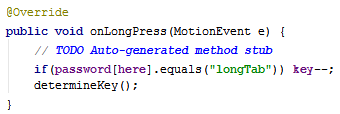 @Override
public void onLongPress(MotionEvent e) {
    // TODO Auto-generated method stub
    if(password[here].equals("longTab")) key--;
    determineKey();
}